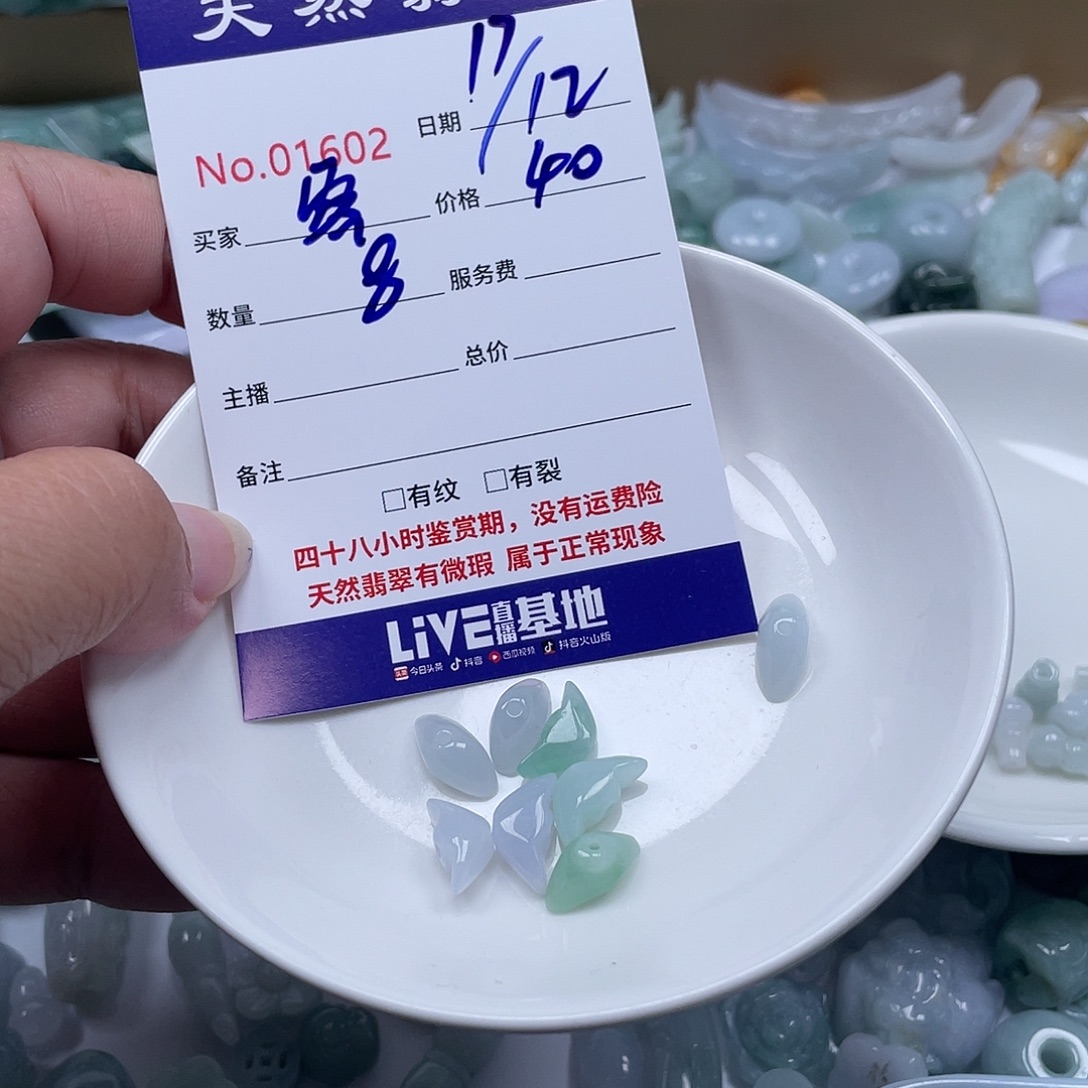 天然翡
No.01602
日期 17/12
买家
价格 40
数量 8
服务费
主播
总价
备注
□有纹 □有裂
四十八小时鉴赏期，没有运费险
天然翡翠有微瑕 属于正常现象
LiVE直播基地
头条 今日头条 抖音 西瓜视频 抖音火山版